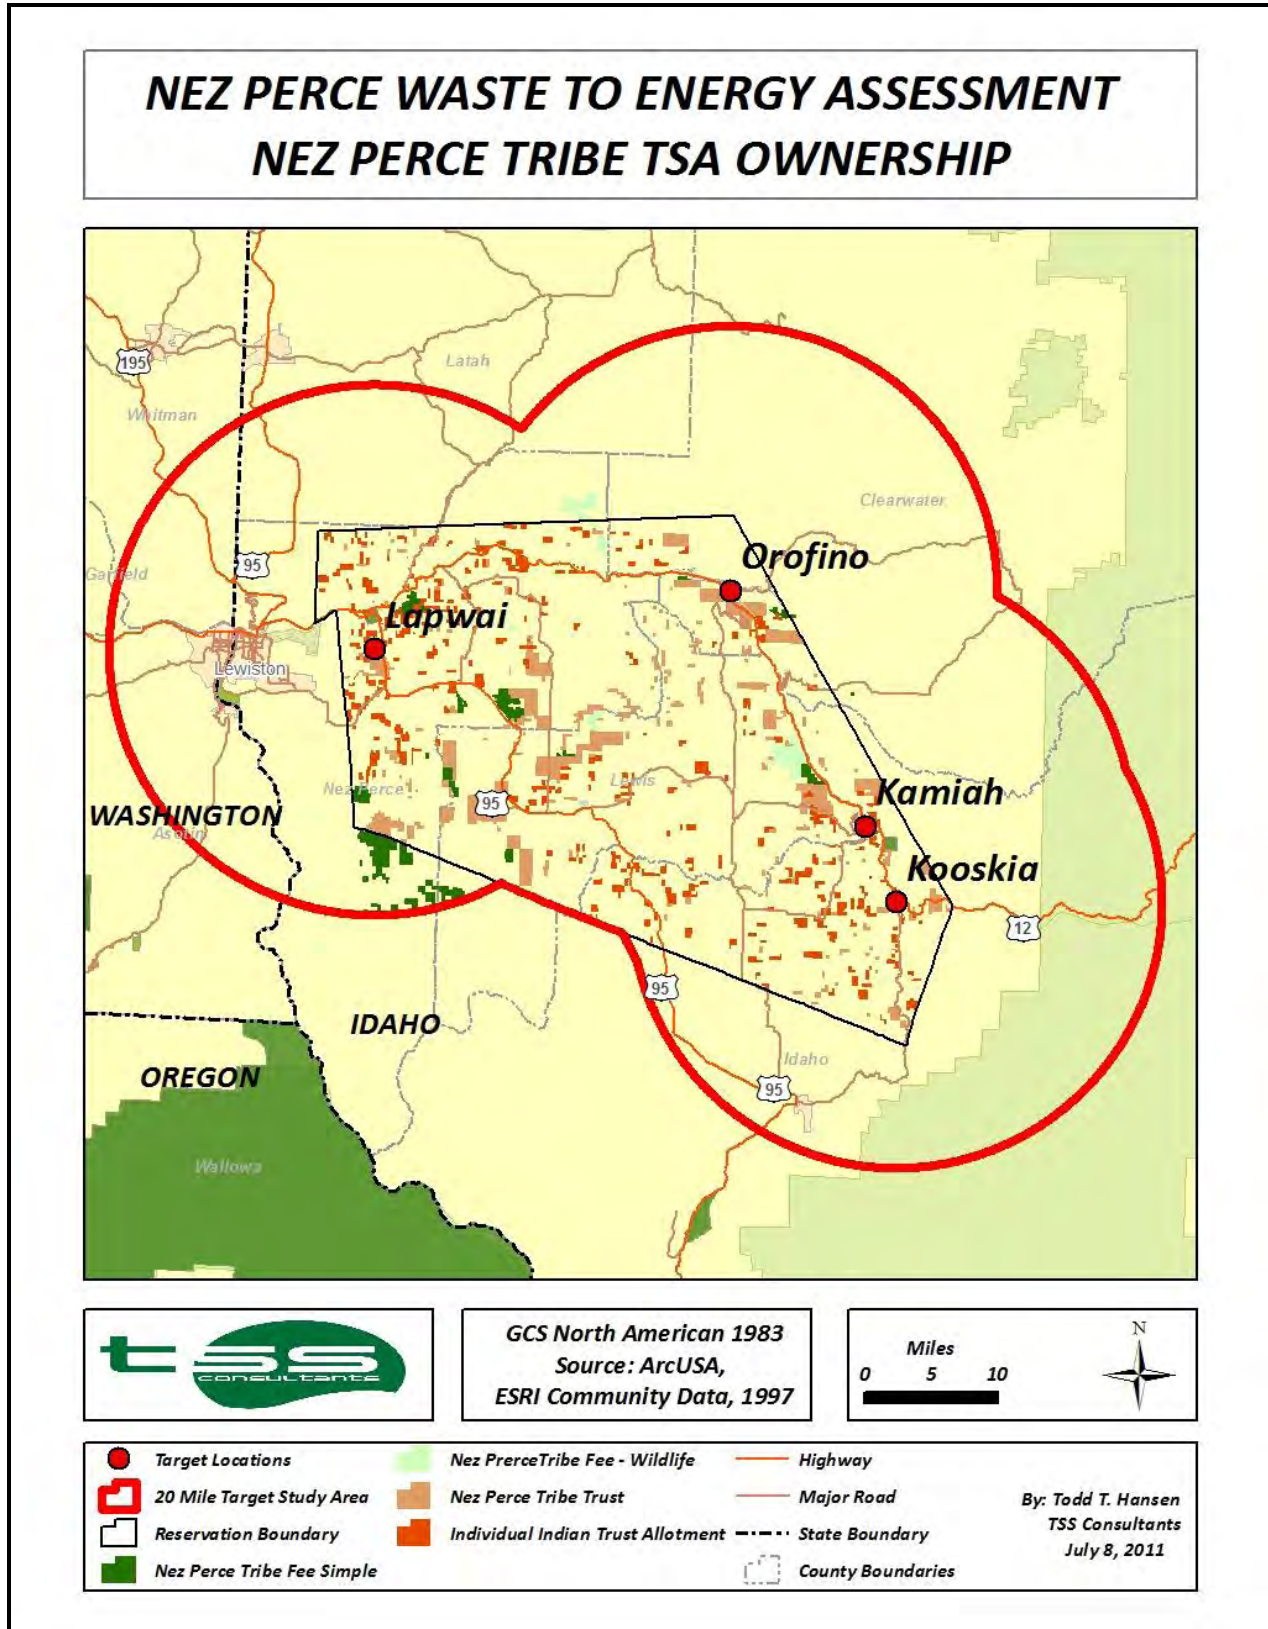 NEZ PERCE WASTE TO ENERGY ASSESSMENT
NEZ PERCE TRIBE TSA OWNERSHIP
195
Latah
Whitman
Clearwater
95
Orofino
Garfield
Lapwai
Lewiston
Lewis
Nez Perce
95
Kamiah
WASHINGTON
Asotin
Kooskia
12
95
IDAHO
Idaho
OREGON
95
Wallowa
tss
consultants
GCS North American 1983
Source: ArcUSA,
ESRI Community Data, 1997
Miles
0 5 10
N
Target Locations
20 Mile Target Study Area
Reservation Boundary
Nez Perce Tribe Fee Simple
Nez PrerceTribe Fee - Wildlife
Nez Perce Tribe Trust
Individual Indian Trust Allotment
Highway
Major Road
State Boundary
County Boundaries
By: Todd T. Hansen
TSS Consultants
July 8, 2011